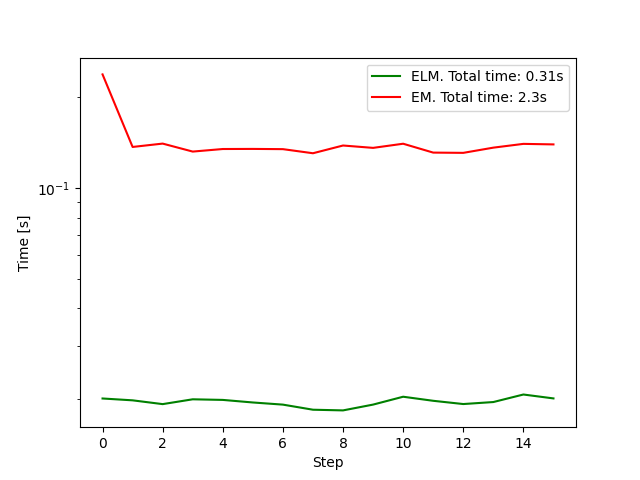 ELM. Total time: 0.31s
EM. Total time: 2.3s
10⁻¹
Time [s]
0 2 4 6 8 10 12 14
Step